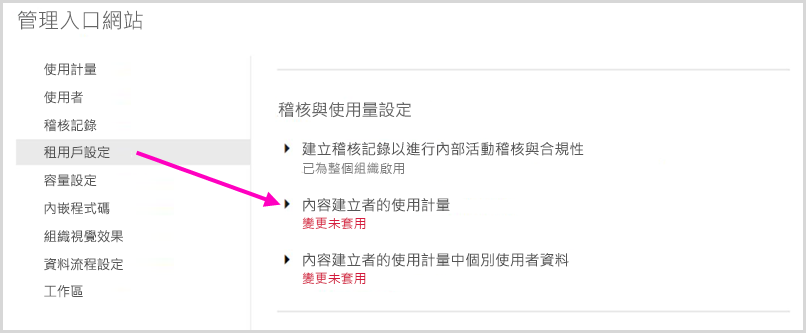 管理入口網站
使用計量
使用者
稽核記錄
租用戶設定
容量設定
內嵌程式碼
組織視覺效果
資料流程設定
工作區
稽核與使用量設定
建立稽核記錄以進行內部活動稽核與合規性
已為整個組織啟用
內容建立者的使用計量
變更未套用
內容建立者的使用計量中個別使用者資料
變更未套用